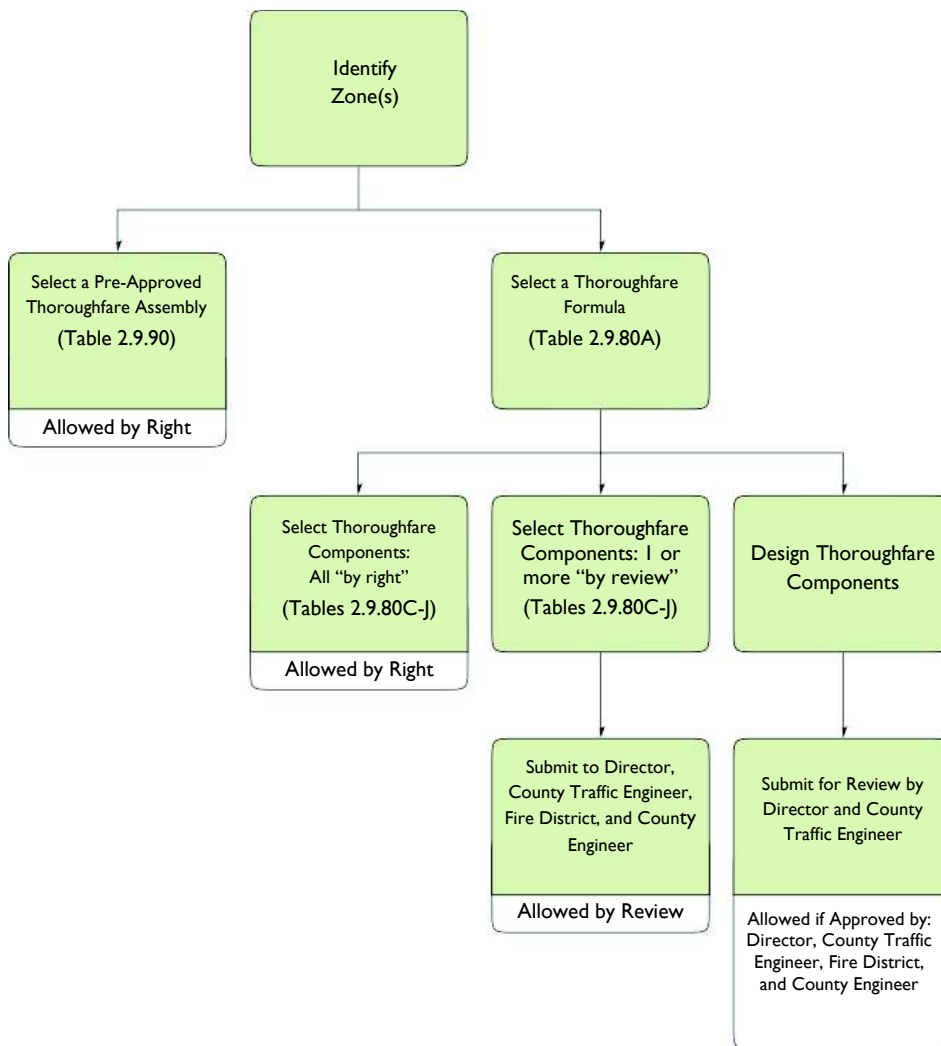 Identify
Zone(s)
Select a Pre-Approved
Thoroughfare Assembly
(Table 2.9.90)
Allowed by Right
Select a Thoroughfare
Formula
(Table 2.9.80A)
Select Thoroughfare
Components:
All “by right”
(Tables 2.9.80C-J)
Allowed by Right
Select Thoroughfare
Components: 1 or
more “by review”
(Tables 2.9.80C-J)
Design Thoroughfare
Components
Submit to Director,
County Traffic Engineer,
Fire District, and County
Engineer
Allowed by Review
Submit for Review by
Director and County
Traffic Engineer
Allowed if Approved by:
Director, County Traffic
Engineer, Fire District,
and County Engineer